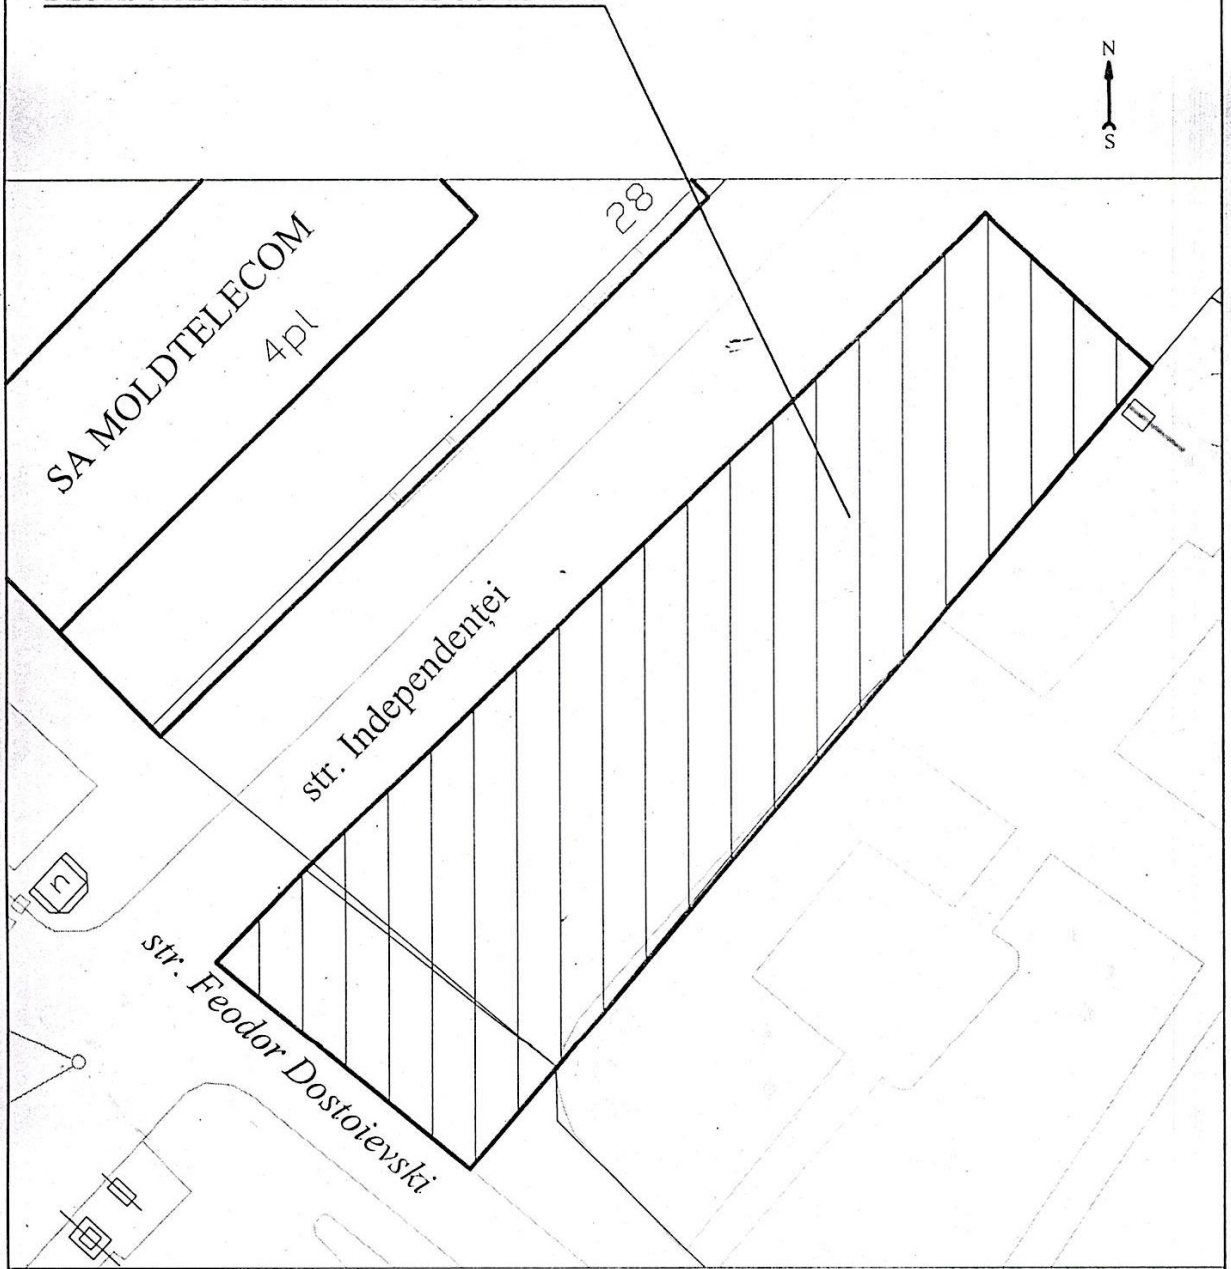 N
S
28
SA MOLDTELECOM
4pl
str. Independenței
n
str. Feodor Dostoievski